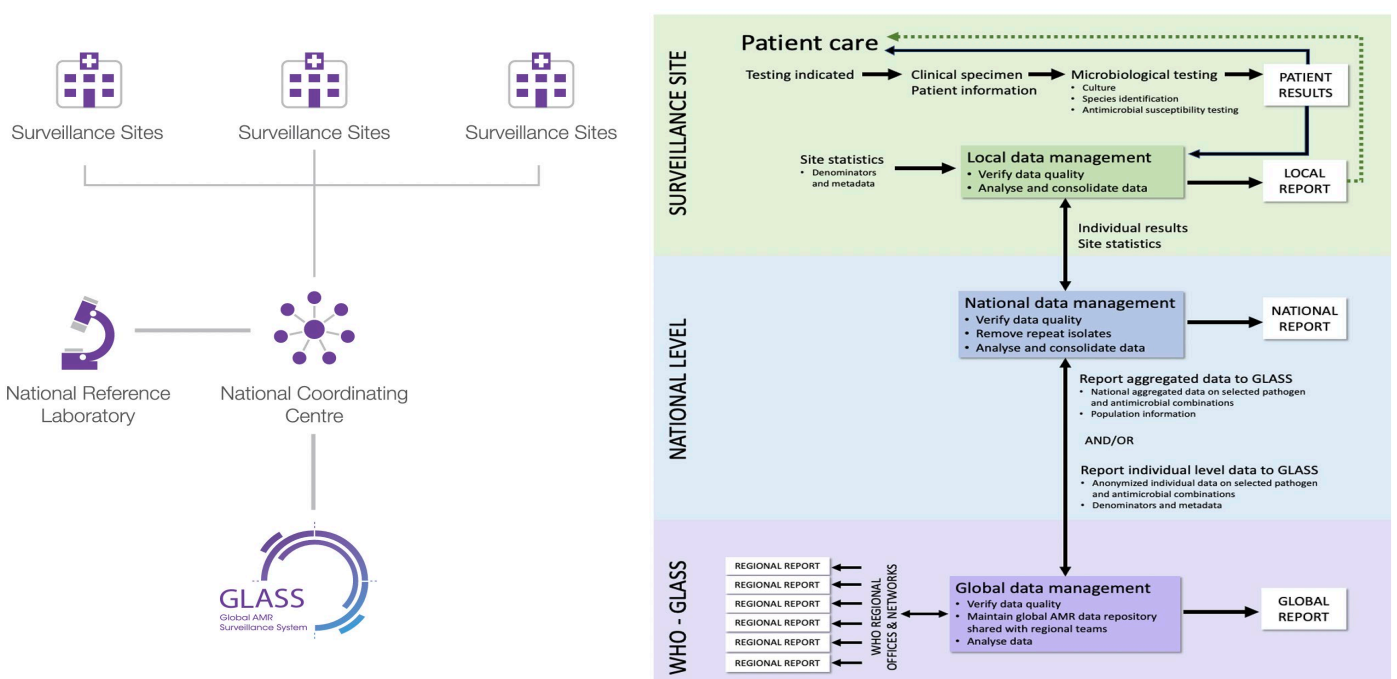 Surveillance Sites
Surveillance Sites
Surveillance Sites
National Reference
Laboratory
National Coordinating
Centre
GLASS
Global AMR
Surveillance System
SURVEILLANCE SITE
Patient care
Testing indicated
Clinical specimen
Patient information
Microbiological testing
• Culture
• Species identification
• Antimicrobial susceptibility testing
PATIENT
RESULTS
Site statistics
• Denominators
and metadata
Local data management
• Verify data quality
• Analyse and consolidate data
LOCAL
REPORT
Individual results
Site statistics
NATIONAL LEVEL
National data management
• Verify data quality
• Remove repeat isolates
• Analyse and consolidate data
NATIONAL
REPORT
Report aggregated data to GLASS
• National aggregated data on selected pathogen
and antimicrobial combinations
• Population information
AND/OR
Report individual level data to GLASS
• Anonymized individual data on selected pathogen
and antimicrobial combinations
• Denominators and metadata
WHO - GLASS
REGIONAL REPORT
REGIONAL REPORT
REGIONAL REPORT
REGIONAL REPORT
REGIONAL REPORT
REGIONAL REPORT
WHO REGIONAL
OFFICES & NETWORKS
Global data management
• Verify data quality
• Maintain global AMR data repository
shared with regional teams
• Analyse data
GLOBAL
REPORT